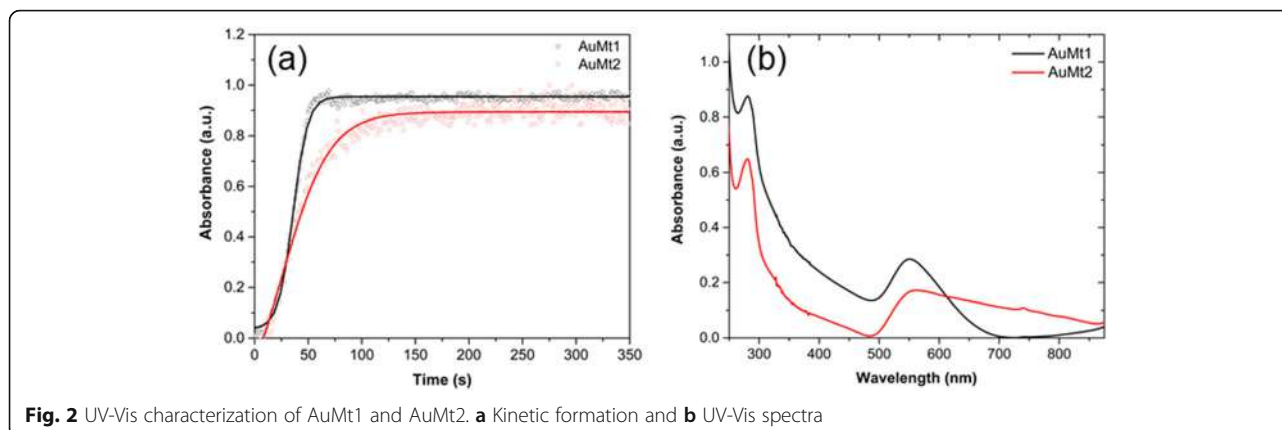 (a)
AuMt1
AuMt2
Absorbance (a.u.)
1.2
1.0
0.8
0.6
0.4
0.2
0.0
0 50 100 150 200 250 300 350
Time (s)
(b)
AuMt1
AuMt2
Absorbance (a.u.)
1.0
0.8
0.6
0.4
0.2
0.0
300 400 500 600 700 800
Wavelength (nm)
Fig. 2 UV-Vis characterization of AuMt1 and AuMt2. a Kinetic formation and b UV-Vis spectra